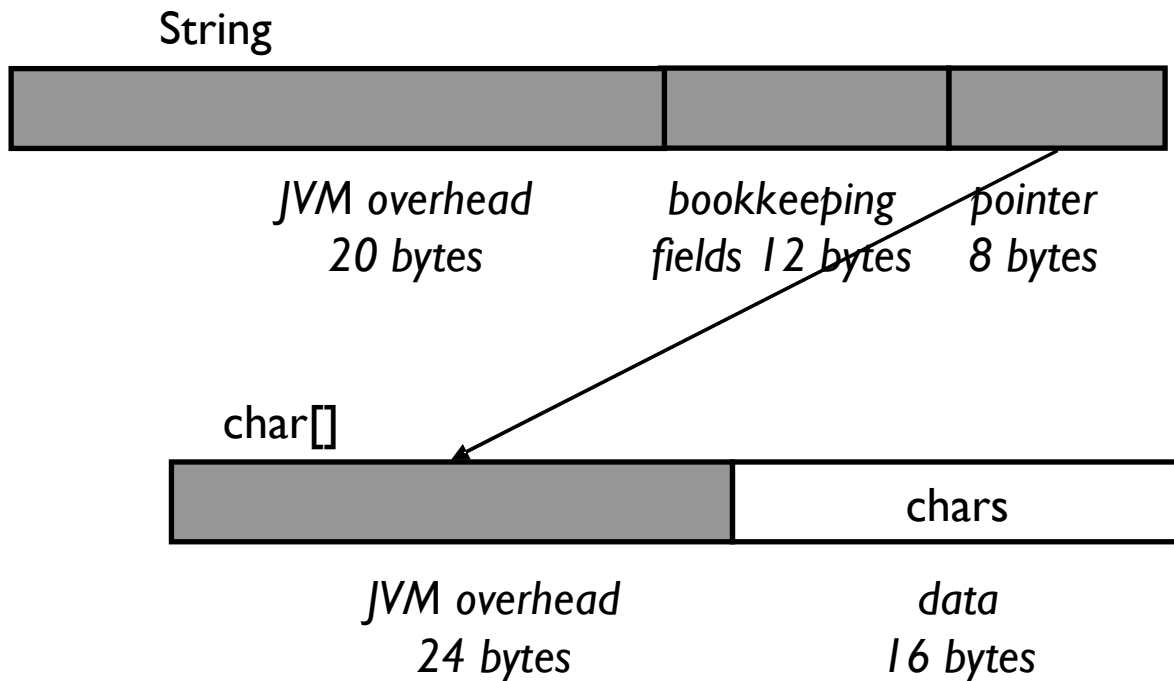 String
JVM overhead
20 bytes
bookkeeping
fields 12 bytes
pointer
8 bytes
char[]
chars
JVM overhead
24 bytes
data
16 bytes